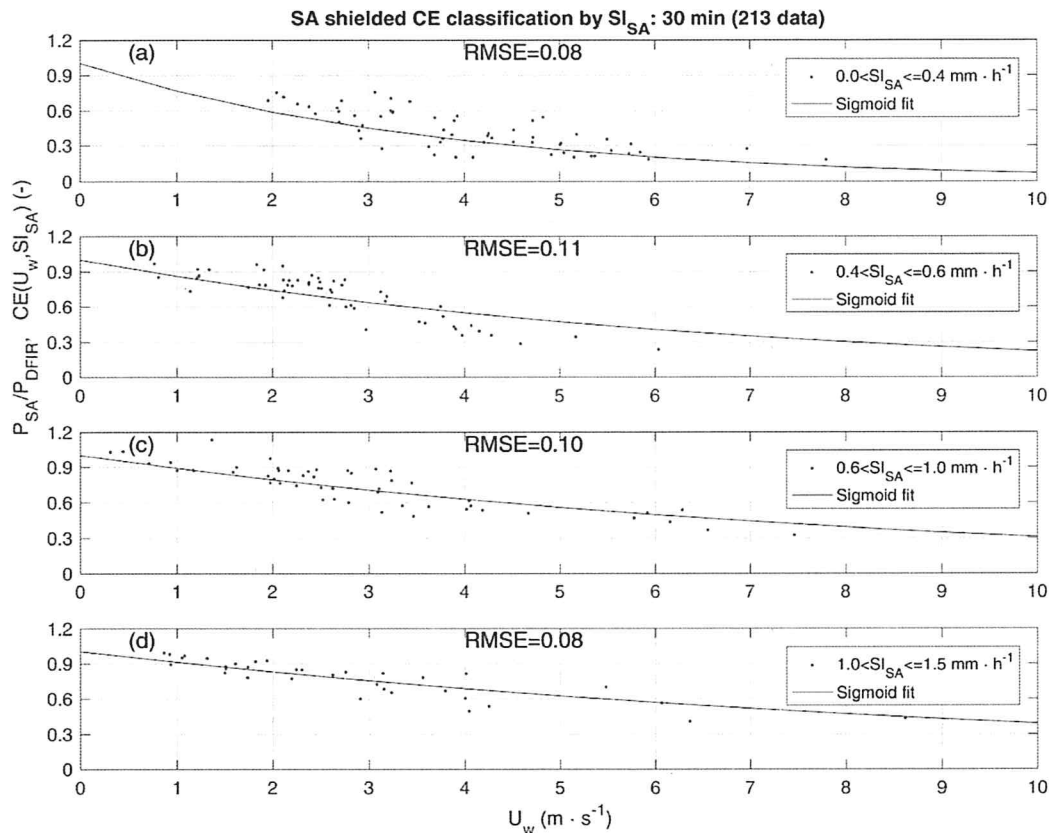 SA shielded CE classification by SI_SA: 30 min (213 data)
P_SA/P_DFIR, CE(U_w,SI_SA) (-)
(a)
RMSE=0.08
0.0<SI_SA<=0.4 mm · h^-1
Sigmoid fit
1.2
0.9
0.6
0.3
0
0 1 2 3 4 5 6 7 8 9 10
(b)
RMSE=0.11
0.4<SI_SA<=0.6 mm · h^-1
Sigmoid fit
1.2
0.9
0.6
0.3
0
0 1 2 3 4 5 6 7 8 9 10
(c)
RMSE=0.10
0.6<SI_SA<=1.0 mm · h^-1
Sigmoid fit
1.2
0.9
0.6
0.3
0
0 1 2 3 4 5 6 7 8 9 10
(d)
RMSE=0.08
1.0<SI_SA<=1.5 mm · h^-1
Sigmoid fit
1.2
0.9
0.6
0.3
0
0 1 2 3 4 5 6 7 8 9 10
U_w (m · s^-1)